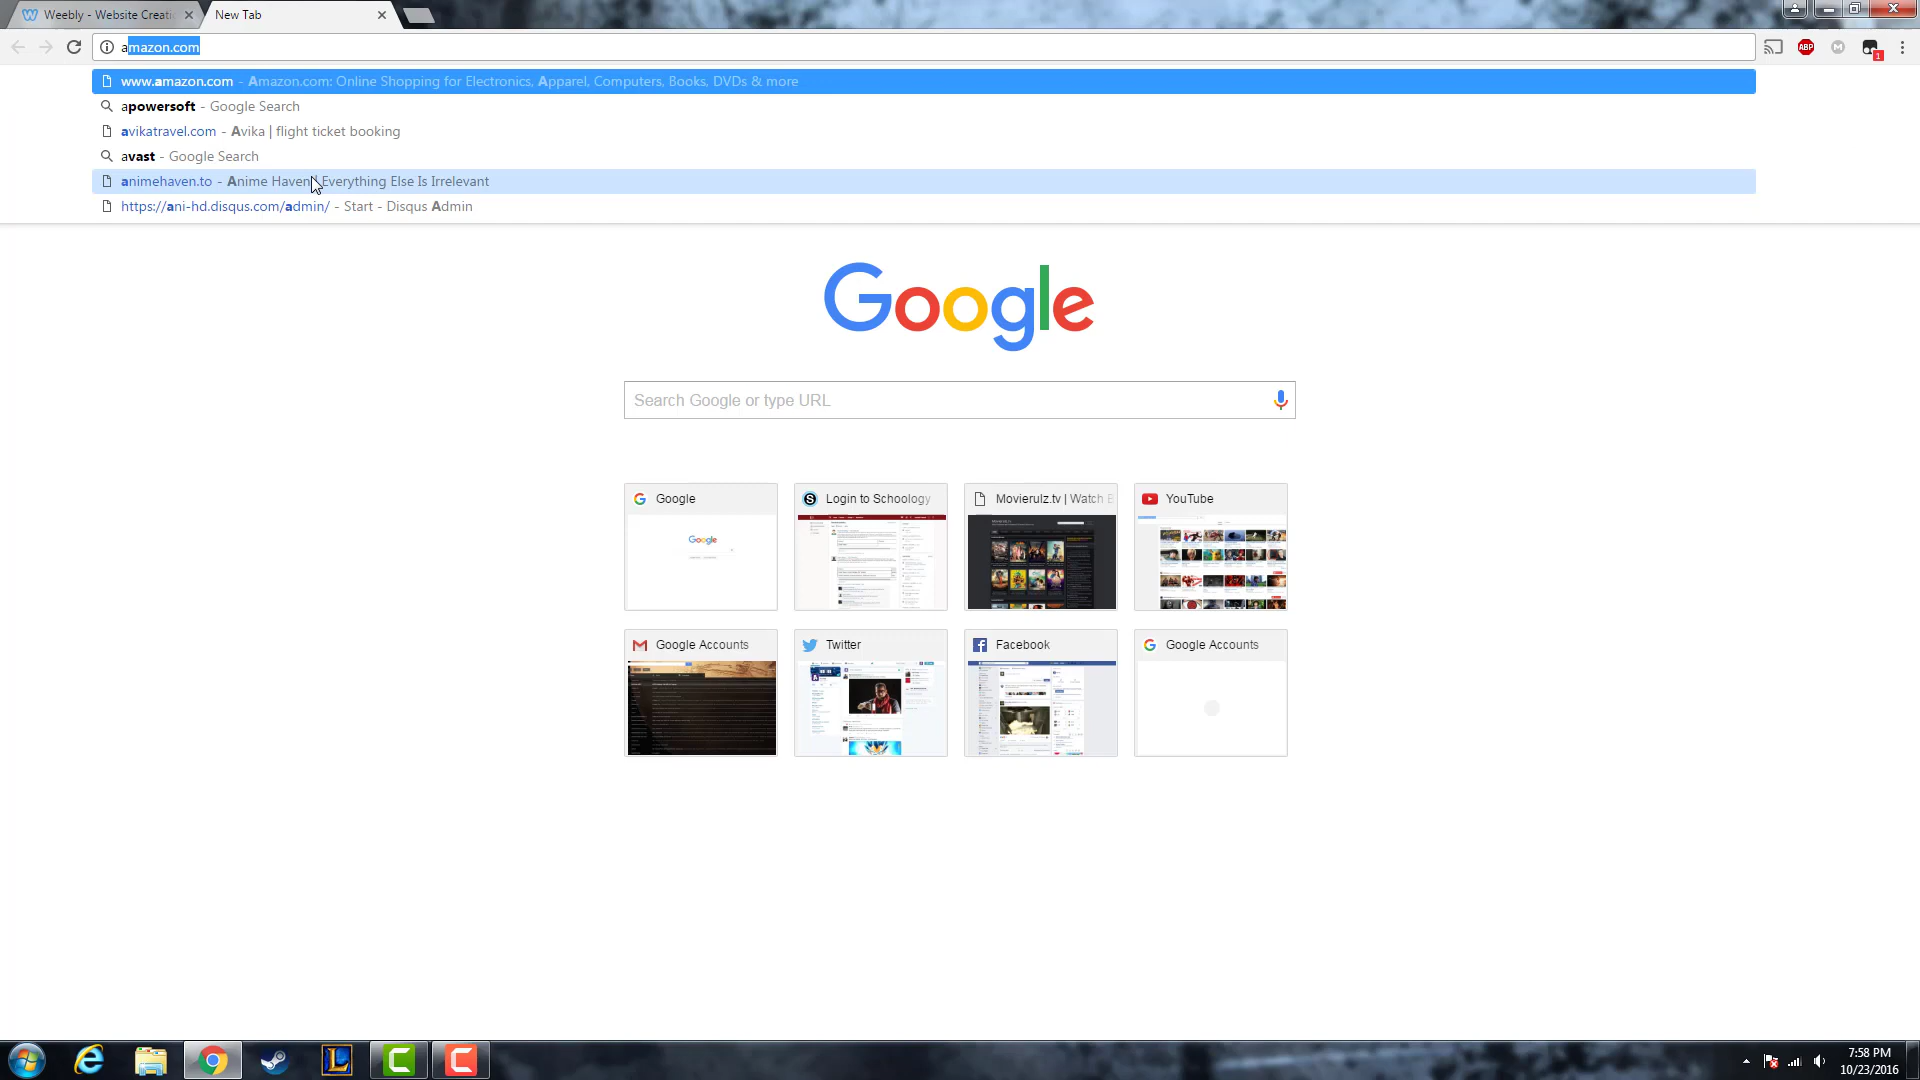 Weebly - Website Creati
New Tab
amazon.com
ABP
M
1
www.amazon.com - Amazon.com: Online Shopping for Electronics, Apparel, Computers, Books, DVDs & more
apowersoft - Google Search
avikatravel.com - Avika | flight ticket booking
avast - Google Search
animehaven.to - Anime Haven | Everything Else Is Irrelevant
https://ani-hd.disqus.com/admin/ - Start - Disqus Admin
Google
Search Google or type URL
Google
Login to Schoology
Movierulz.tv | Watch B
YouTube
Google
Google Accounts
Twitter
Facebook
Google Accounts
7:58 PM
10/23/2016